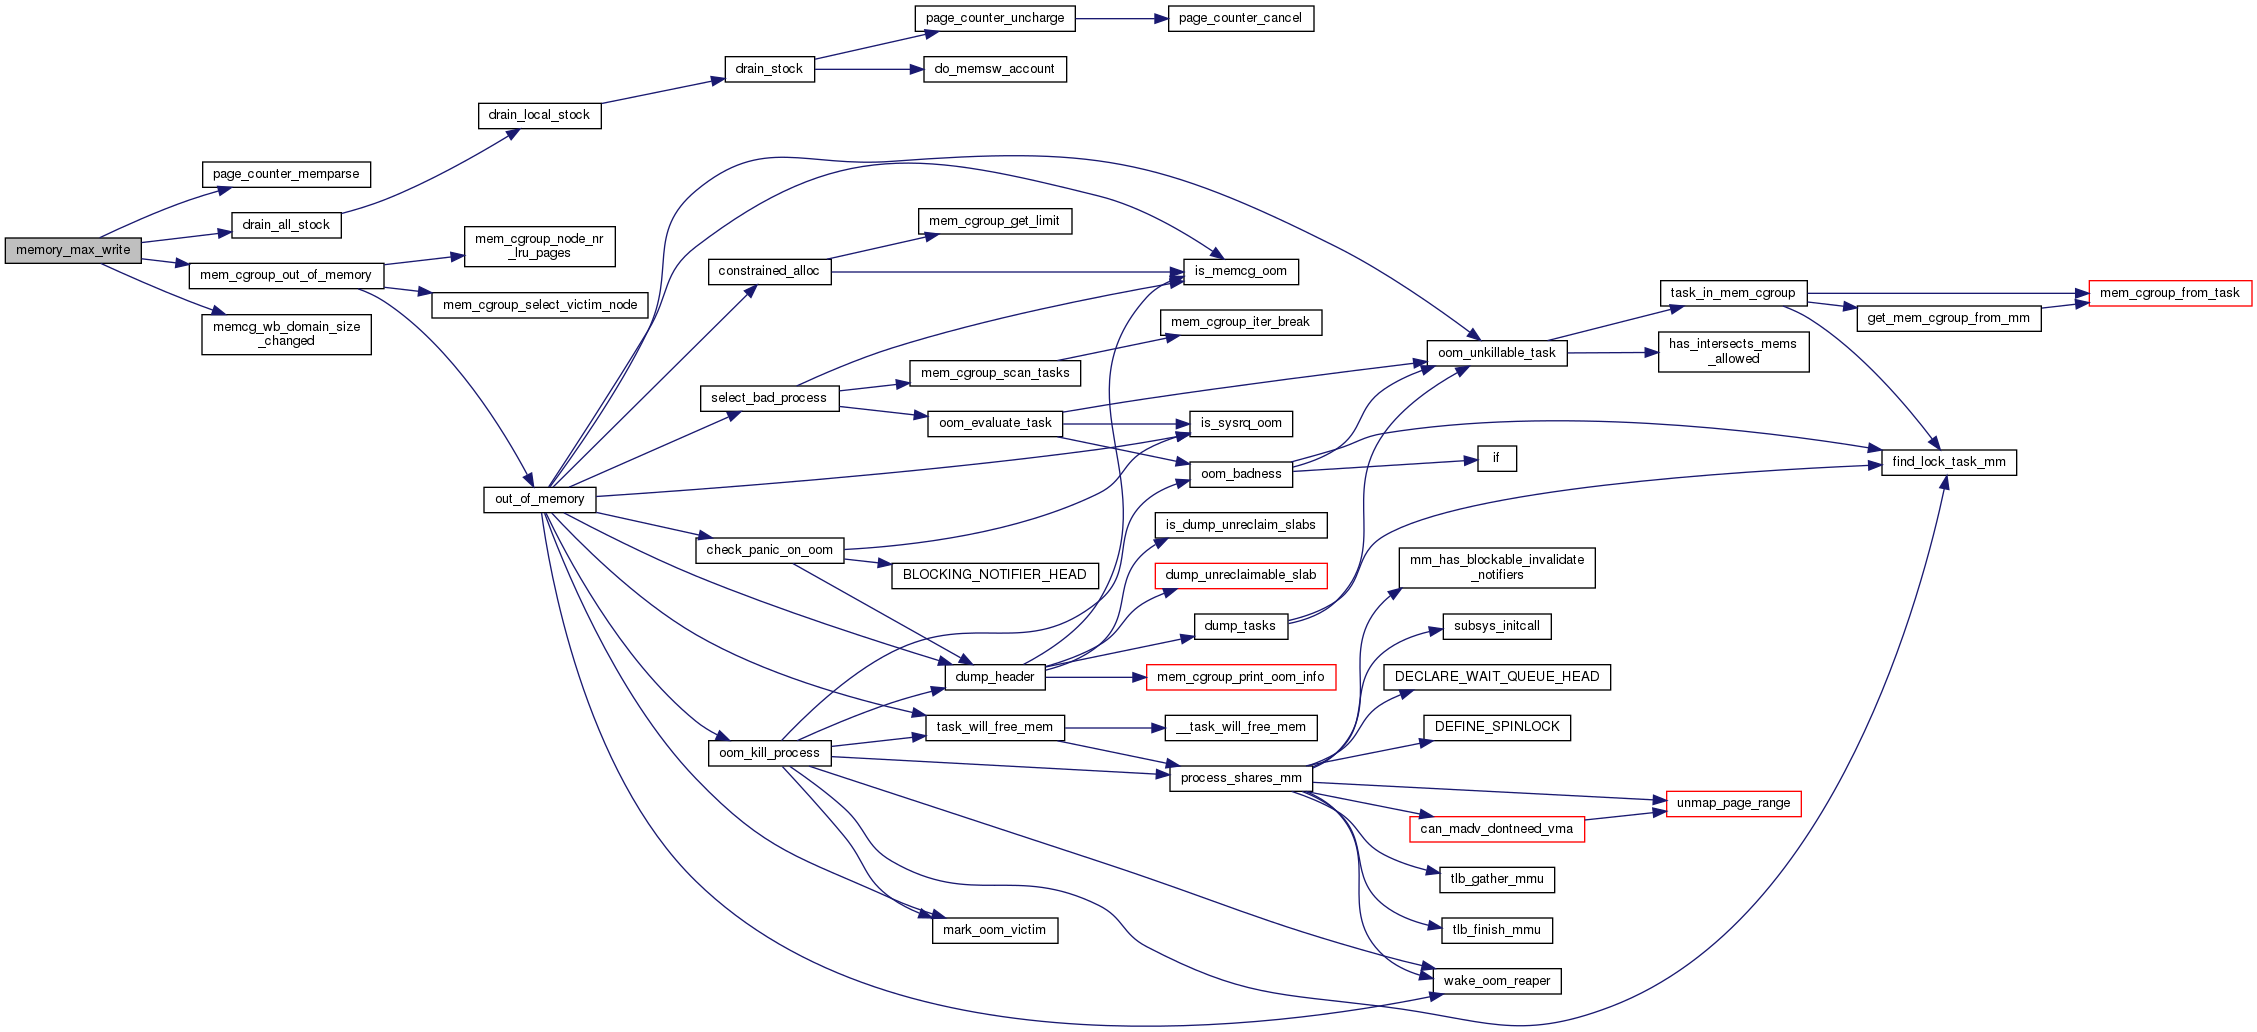 page_counter_uncharge
page_counter_cancel
drain_stock
do_memsw_account
drain_local_stock
page_counter_memparse
drain_all_stock
memory_max_write
mem_cgroup_out_of_memory
memcg_wb_domain_size
_changed
mem_cgroup_node_nr
_lru_pages
mem_cgroup_select_victim_node
mem_cgroup_get_limit
constrained_alloc
is_memcg_oom
mem_cgroup_iter_break
mem_cgroup_scan_tasks
select_bad_process
oom_evaluate_task
is_sysrq_oom
oom_badness
if
oom_unkillable_task
task_in_mem_cgroup
mem_cgroup_from_task
get_mem_cgroup_from_mm
has_intersects_mems
_allowed
find_lock_task_mm
out_of_memory
check_panic_on_oom
BLOCKING_NOTIFIER_HEAD
is_dump_unreclaim_slabs
dump_unreclaimable_slab
dump_tasks
dump_header
mem_cgroup_print_oom_info
task_will_free_mem
__task_will_free_mem
oom_kill_process
process_shares_mm
mm_has_blockable_invalidate
_notifiers
subsys_initcall
DECLARE_WAIT_QUEUE_HEAD
DEFINE_SPINLOCK
unmap_page_range
can_madv_dontneed_vma
tlb_gather_mmu
tlb_finish_mmu
mark_oom_victim
wake_oom_reaper